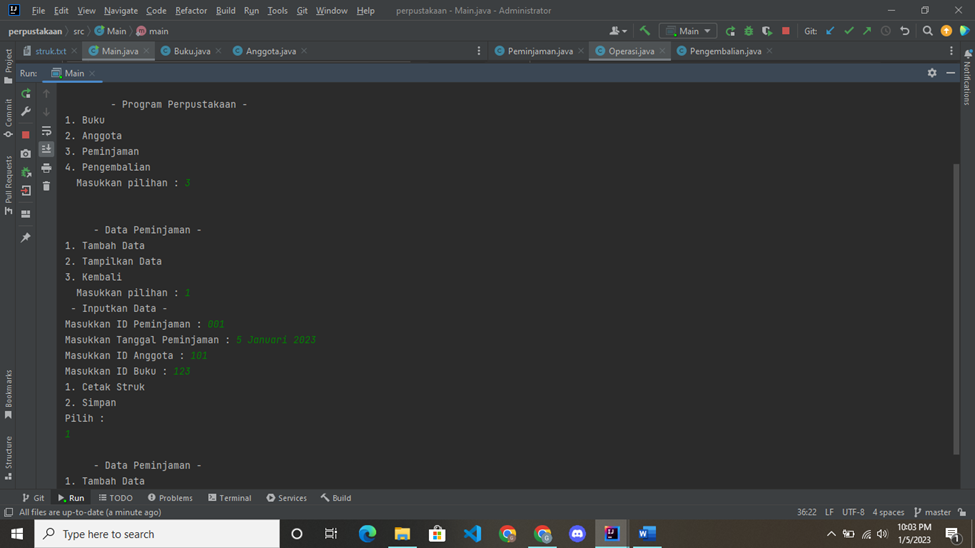 File Edit View Navigate Code Refactor Build Run Tools Git Window Help perpustakaan - Main.java - Administrator
perpustakaan src Main main Main Git:
struk.txt Main.java Buku.java Anggota.java Peminjaman.java Operasi.java Pengembalian.java
Run: Main
Project
Commit
Pull Requests
Bookmarks
Structure
Notifications
- Program Perpustakaan -
1. Buku
2. Anggota
3. Peminjaman
4. Pengembalian
Masukkan pilihan : 3
- Data Peminjaman -
1. Tambah Data
2. Tampilkan Data
3. Kembali
Masukkan pilihan : 1
- Inputkan Data -
Masukkan ID Peminjaman : 001
Masukkan Tanggal Peminjaman : 5 Januari 2023
Masukkan ID Anggota : 101
Masukkan ID Buku : 123
1. Cetak Struk
2. Simpan
Pilih :
1
- Data Peminjaman -
1. Tambah Data
Git Run TODO Problems Terminal Services Build
All files are up-to-date (a minute ago) 36:22 LF UTF-8 4 spaces master
Type here to search
10:03 PM
1/5/2023
1